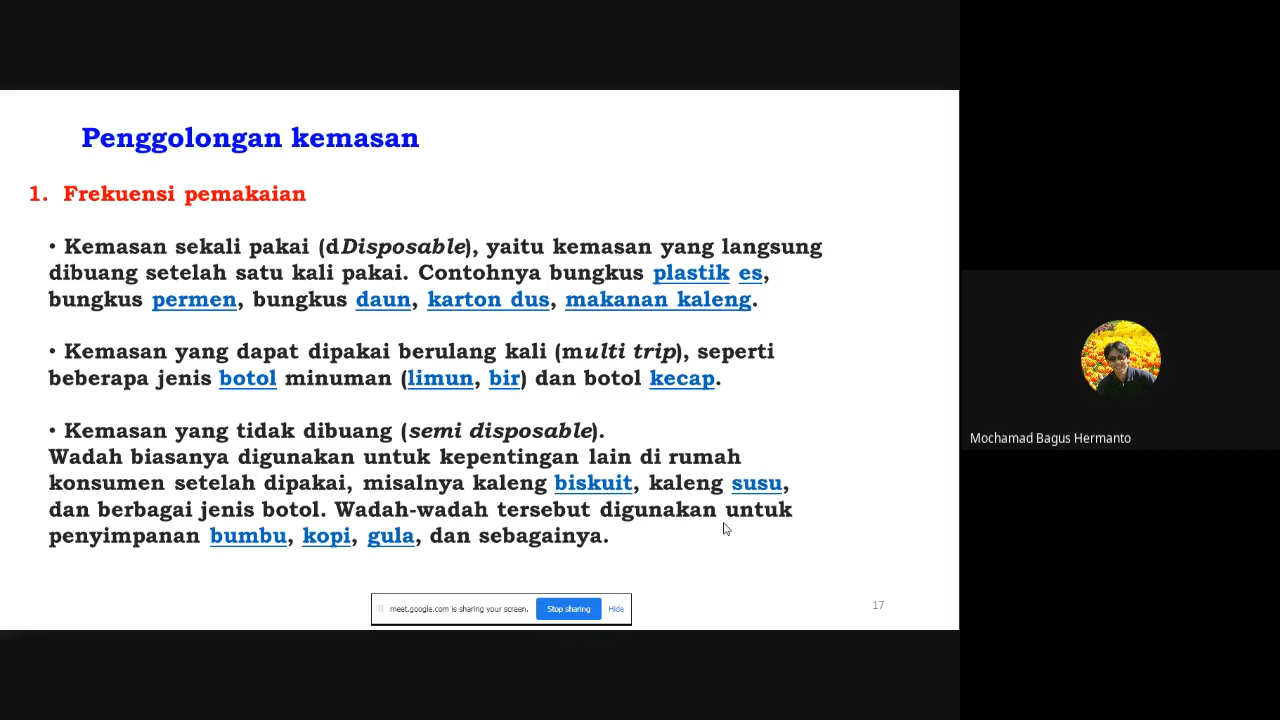 Penggolongan kemasan
1. Frekuensi pemakaian
• Kemasan sekali pakai (dDisposable), yaitu kemasan yang langsung
dibuang setelah satu kali pakai. Contohnya bungkus plastik es,
bungkus permen, bungkus daun, karton dus, makanan kaleng.
• Kemasan yang dapat dipakai berulang kali (multi trip), seperti
beberapa jenis botol minuman (limun, bir) dan botol kecap.
• Kemasan yang tidak dibuang (semi disposable).
Wadah biasanya digunakan untuk kepentingan lain di rumah
konsumen setelah dipakai, misalnya kaleng biskuit, kaleng susu,
dan berbagai jenis botol. Wadah-wadah tersebut digunakan untuk
penyimpanan bumbu, kopi, gula, dan sebagainya.
meet.google.com is sharing your screen. Stop sharing Hide
17
Mochamad Bagus Hermanto